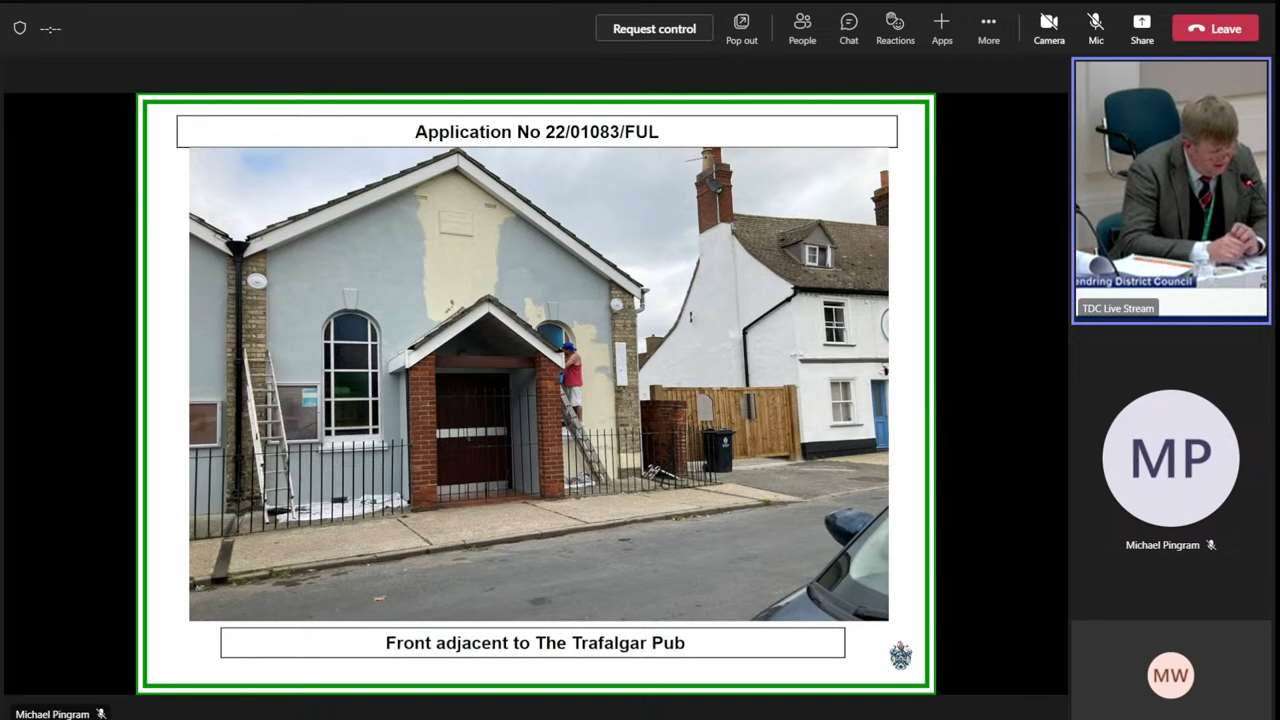 --:--
Request control
Pop out
People
Chat
Reactions
Apps
More
Camera
Mic
Share
Leave
Application No 22/01083/FUL
Front adjacent to The Trafalgar Pub
endring District Council
TDC Live Stream
MP
Michael Pingram
MW
Michael Pingram